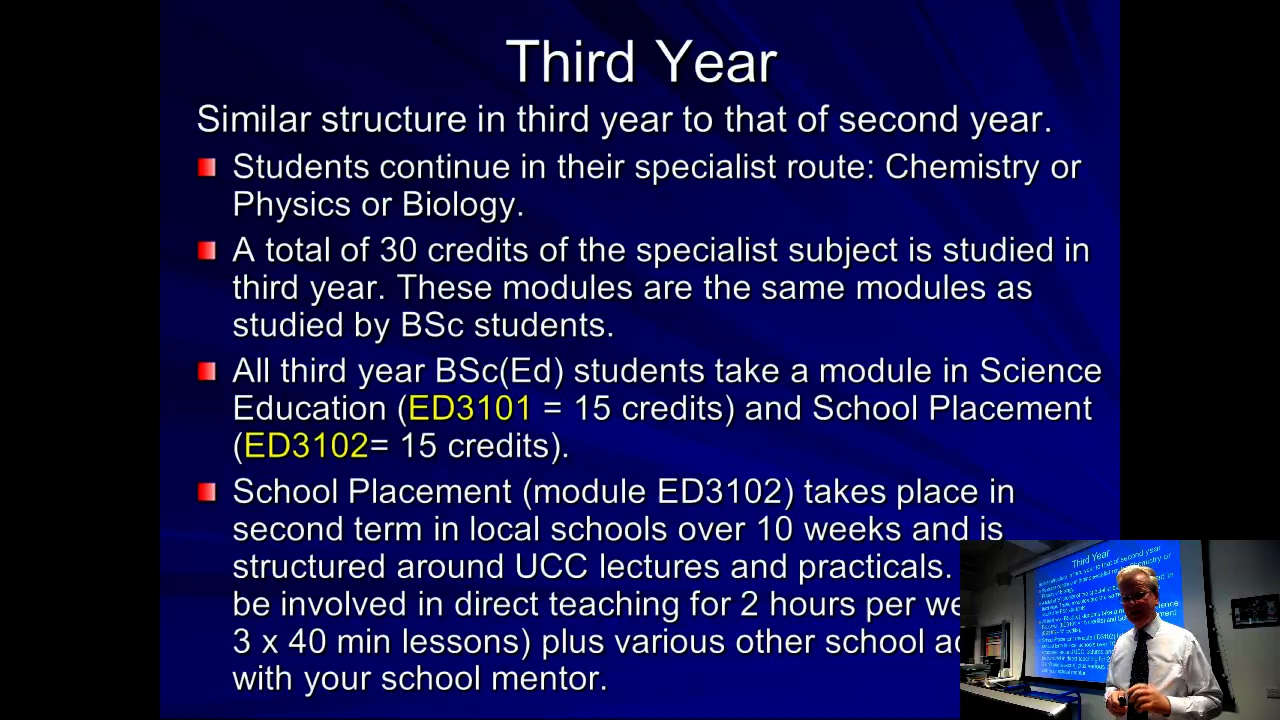 Third Year
Similar structure in third year to that of second year.
Students continue in their specialist route: Chemistry or
Physics or Biology.
A total of 30 credits of the specialist subject is studied in
third year. These modules are the same modules as
studied by BSc students.
All third year BSc(Ed) students take a module in Science
Education (ED3101 = 15 credits) and School Placement
(ED3102= 15 credits).
School Placement (module ED3102) takes place in
second term in local schools over 10 weeks and is
structured around UCC lectures and practicals.
be involved in direct teaching for 2 hours per
3 x 40 min lessons) plus various other school
with your school mentor.
Third Year